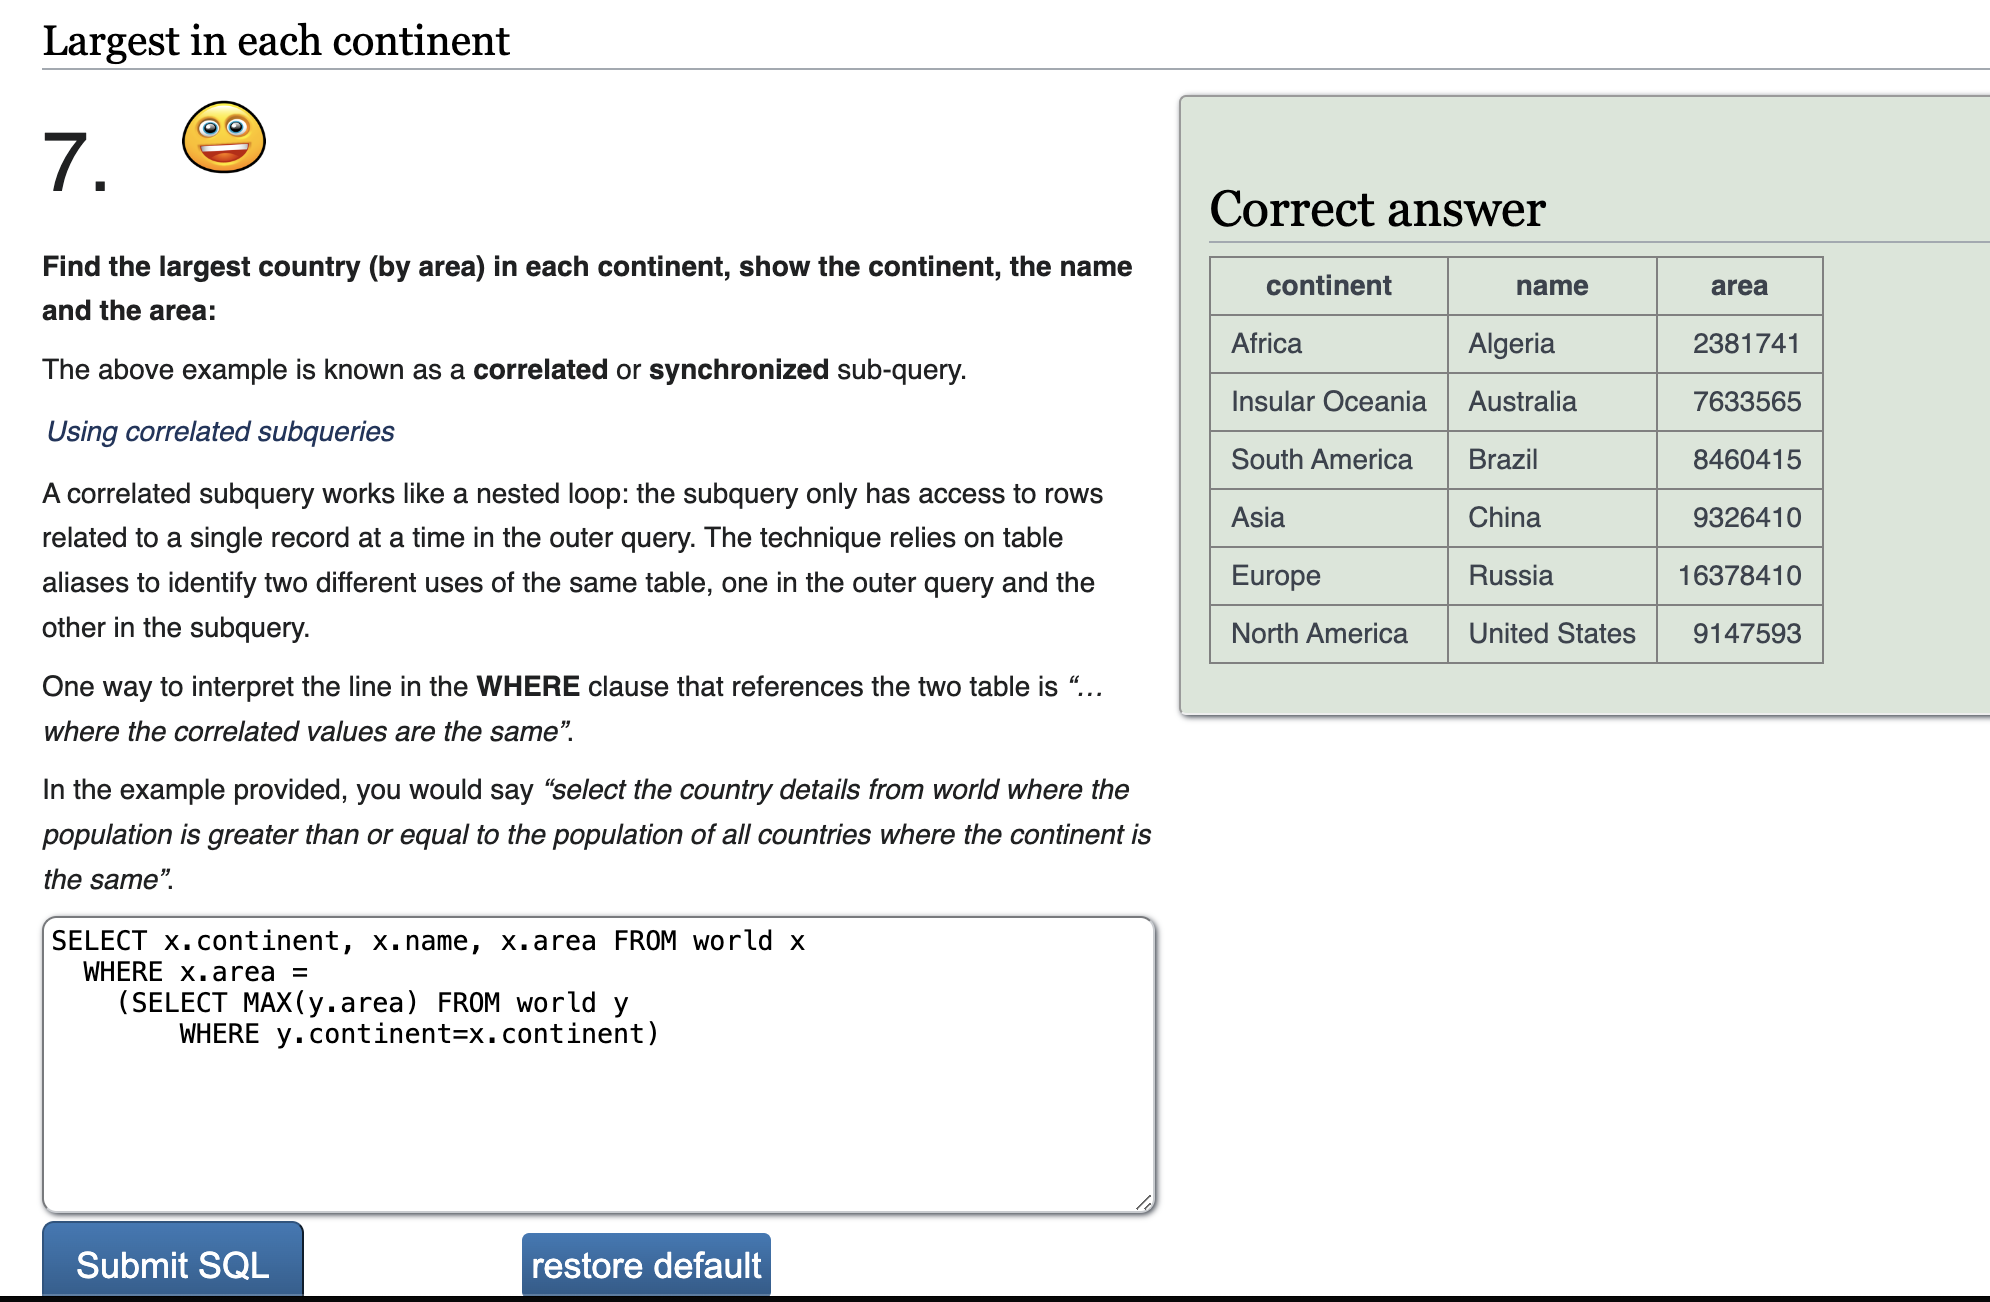 Largest in each continent
7.
Find the largest country (by area) in each continent, show the continent, the name
and the area:
The above example is known as a correlated or synchronized sub-query.
Using correlated subqueries
A correlated subquery works like a nested loop: the subquery only has access to rows
related to a single record at a time in the outer query. The technique relies on table
aliases to identify two different uses of the same table, one in the outer query and the
other in the subquery.
One way to interpret the line in the WHERE clause that references the two table is “...
where the correlated values are the same”.
In the example provided, you would say “select the country details from world where the
population is greater than or equal to the population of all countries where the continent is
the same”.
SELECT x.continent, x.name, x.area FROM world x
  WHERE x.area =
    (SELECT MAX(y.area) FROM world y
        WHERE y.continent=x.continent)
Submit SQL
restore default
Correct answer
continent name area
Africa Algeria 2381741
Insular Oceania Australia 7633565
South America Brazil 8460415
Asia China 9326410
Europe Russia 16378410
North America United States 9147593